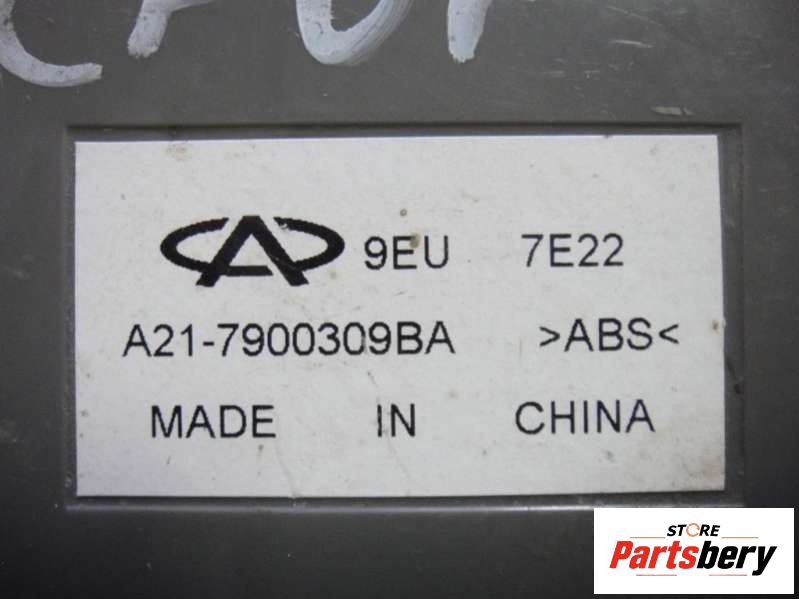 9EU 7E22
A21-7900309BA >ABS<
MADE IN CHINA
STORE
Partsbery